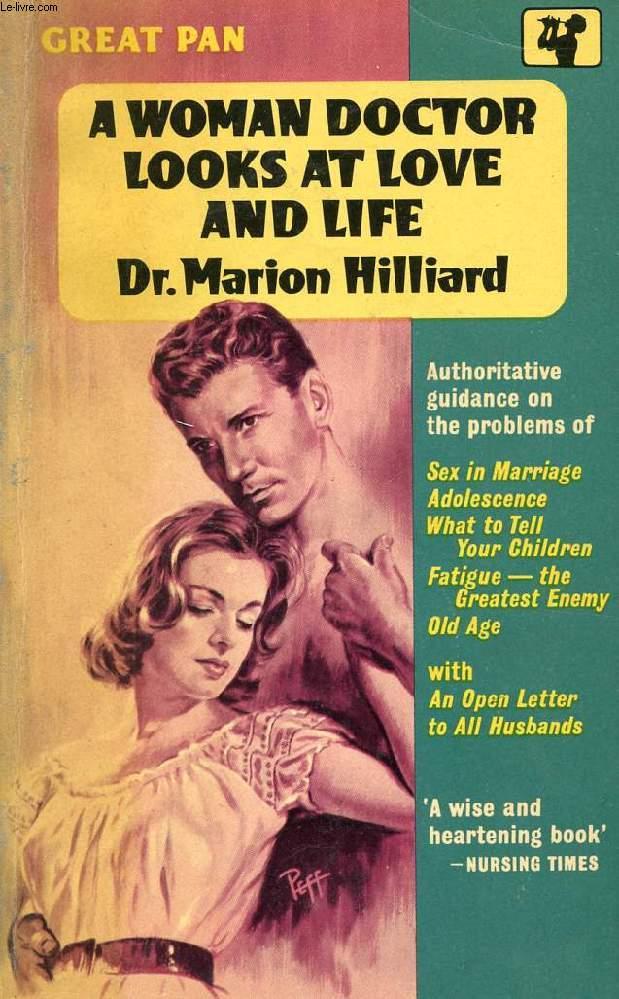 Le-livre.com
GREAT PAN
A WOMAN DOCTOR
LOOKS AT LOVE
AND LIFE
Dr. Marion Hilliard
Authoritative
guidance on
the problems of
Sex in Marriage
Adolescence
What to Tell
Your Children
Fatigue — the
Greatest Enemy
Old Age
with
An Open Letter
to All Husbands
'A wise and
heartening book'
—NURSING TIMES
PEFF